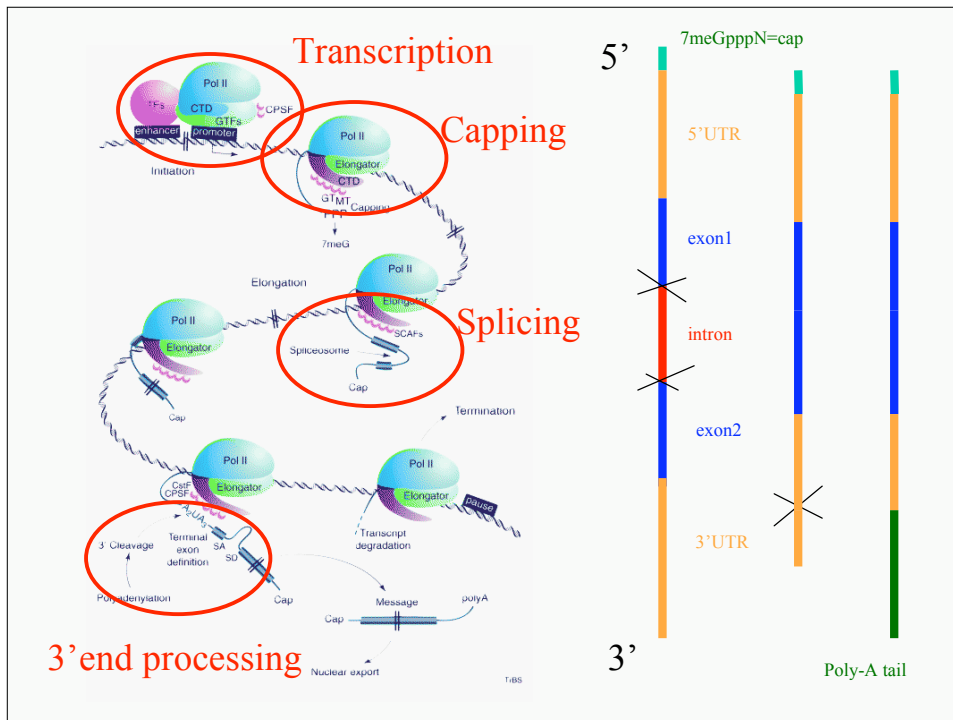 Transcription
Pol II
TFs
CTD
CPSF
GTFs
enhancer
promoter
Initiation
Capping
Pol II
Elongator
CTD
GT
MT
Capping
PPP
7meG
Elongation
Pol II
Elongator
SCAFs
Splicing
Spliceosome
Cap
Pol II
Elongator
Cap
Termination
Pol II
Elongator
CstF
CPSF
A₂UA₃
Pol II
Elongator
pause
3' Cleavage
Terminal
exon
definition
SA
SD
Transcript
degradation
Polyadenylation
Cap
Message
polyA
Cap
3'end processing
Nuclear export
TiBS
5'
7meGpppN=cap
5'UTR
exon1
intron
exon2
3'UTR
3'
Poly-A tail